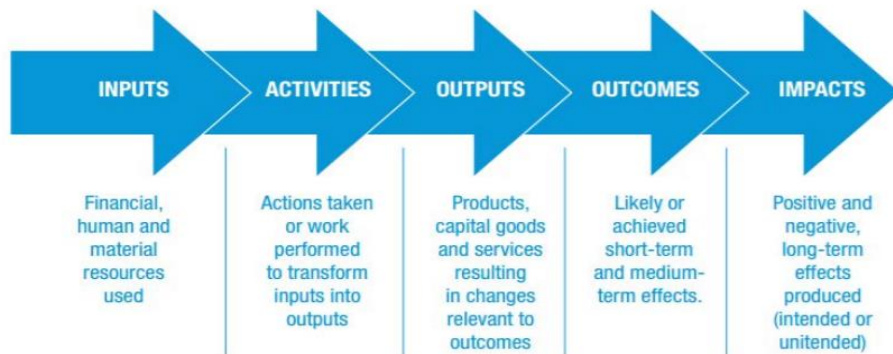 INPUTS
ACTIVITIES
OUTPUTS
OUTCOMES
IMPACTS
Financial,
human and
material
resources
used
Actions taken
or work
performed
to transform
inputs into
outputs
Products,
capital goods
and services
resulting
in changes
relevant to
outcomes
Likely or
achieved
short-term
and medium-
term effects.
Positive and
negative,
long-term
effects
produced
(intended or
unitended)